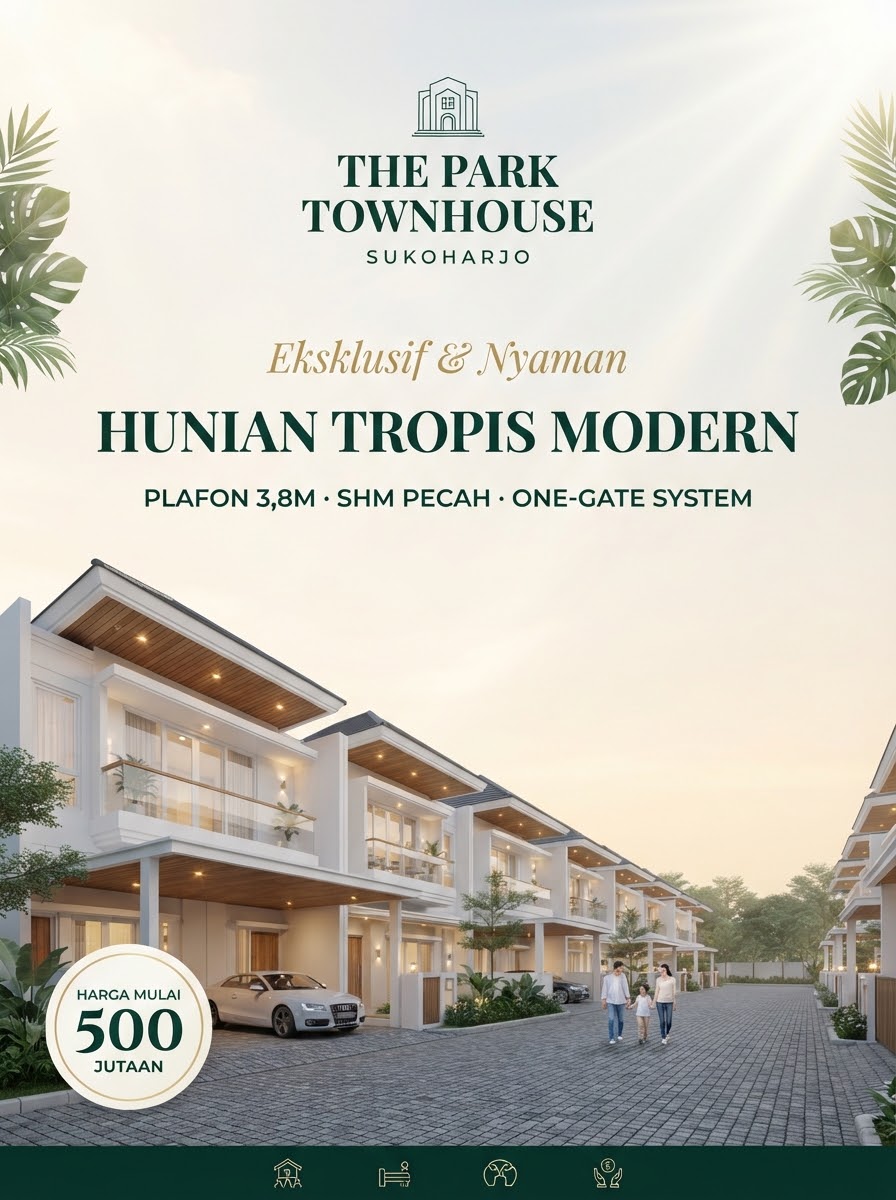 THE PARK
TOWNHOUSE
SUKOHARJO
Eksklusif & Nyaman
HUNIAN TROPIS MODERN
PLAFON 3,8M · SHM PECAH · ONE-GATE SYSTEM
HARGA MULAI
500
JUTAAN